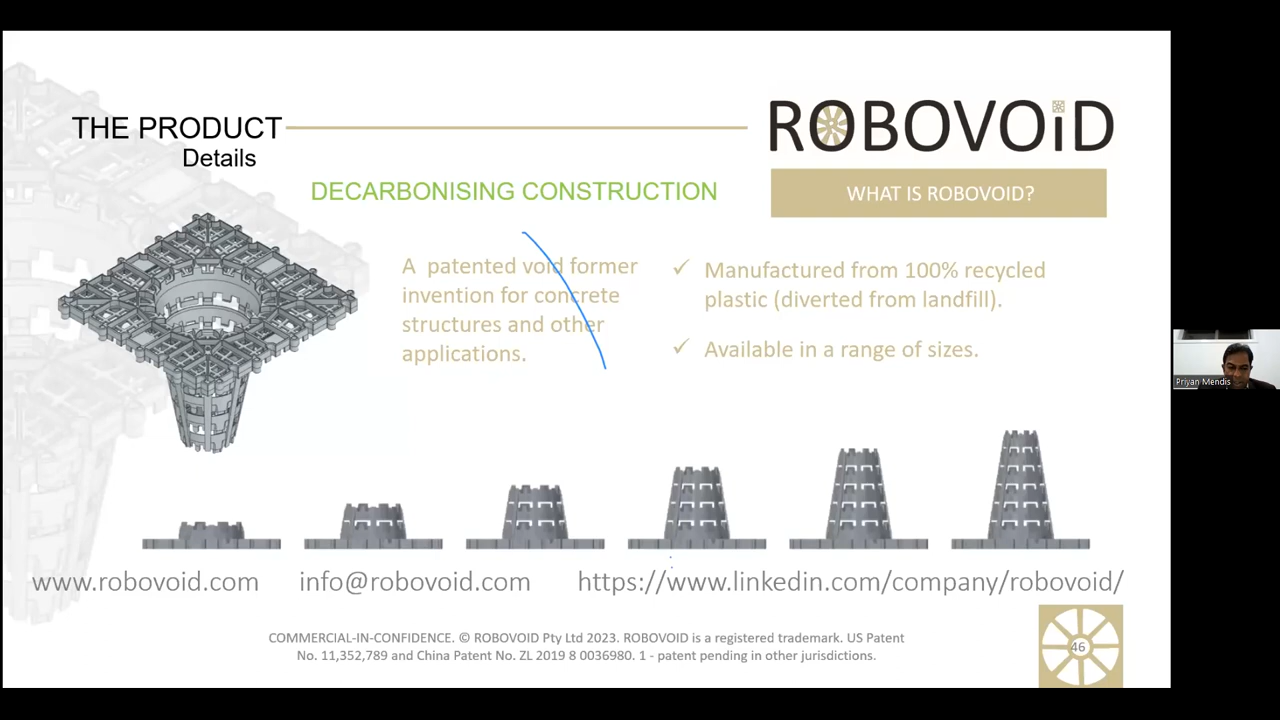 THE PRODUCT
Details
ROBOVOiD
DECARBONISING CONSTRUCTION
WHAT IS ROBOVOID?
A patented void former
invention for concrete
structures and other
applications.
✓ Manufactured from 100% recycled
plastic (diverted from landfill).
✓ Available in a range of sizes.
Priyan Mendis
www.robovoid.com
info@robovoid.com
https://www.linkedin.com/company/robovoid/
COMMERCIAL-IN-CONFIDENCE. © ROBOVOID Pty Ltd 2023. ROBOVOID is a registered trademark. US Patent
No. 11,352,789 and China Patent No. ZL 2019 8 0036980. 1 - patent pending in other jurisdictions.
46